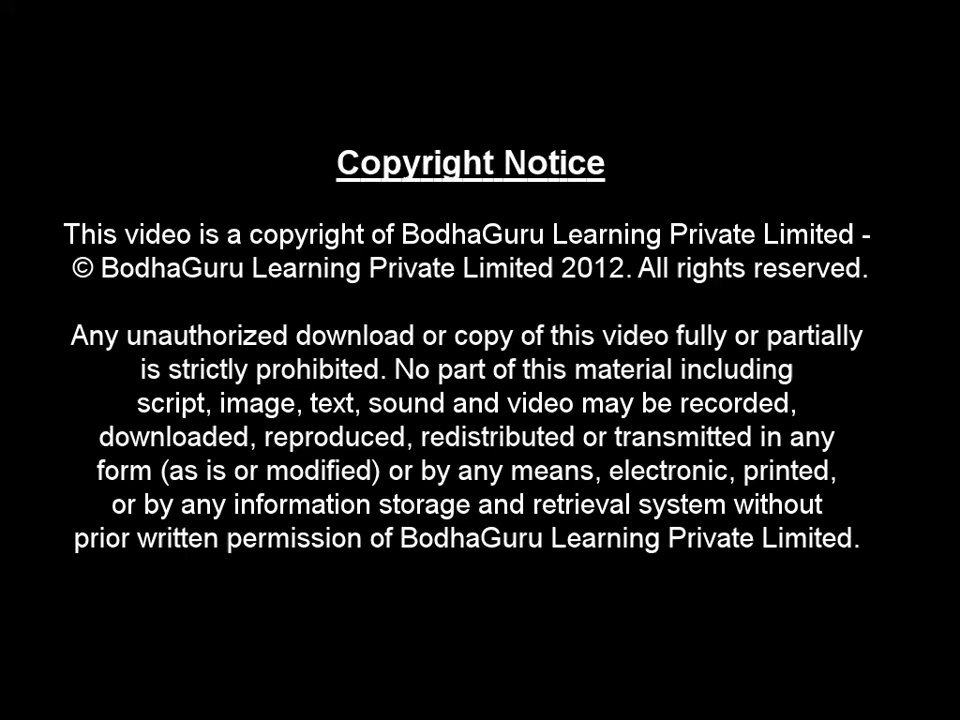 Copyright Notice
This video is a copyright of BodhaGuru Learning Private Limited -
© BodhaGuru Learning Private Limited 2012. All rights reserved.
Any unauthorized download or copy of this video fully or partially
is strictly prohibited. No part of this material including
script, image, text, sound and video may be recorded,
downloaded, reproduced, redistributed or transmitted in any
form (as is or modified) or by any means, electronic, printed,
or by any information storage and retrieval system without
prior written permission of BodhaGuru Learning Private Limited.